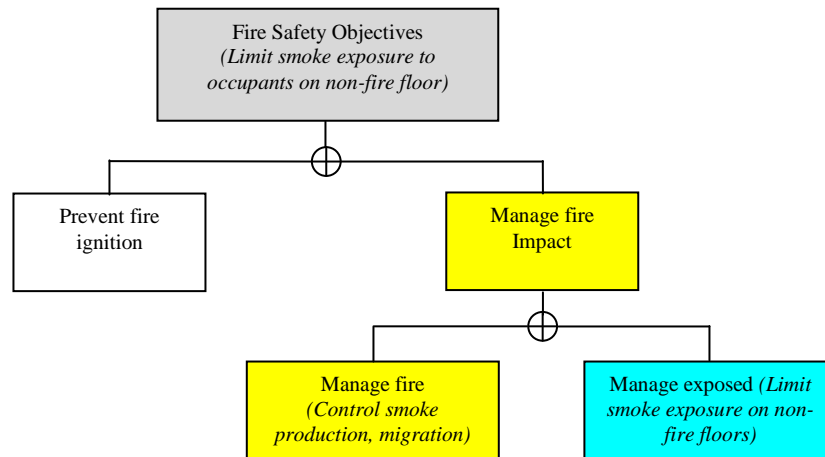 Fire Safety Objectives
(Limit smoke exposure to
occupants on non-fire floor)
Prevent fire
ignition
Manage fire
Impact
Manage fire
(Control smoke
production, migration)
Manage exposed (Limit
smoke exposure on non-
fire floors)